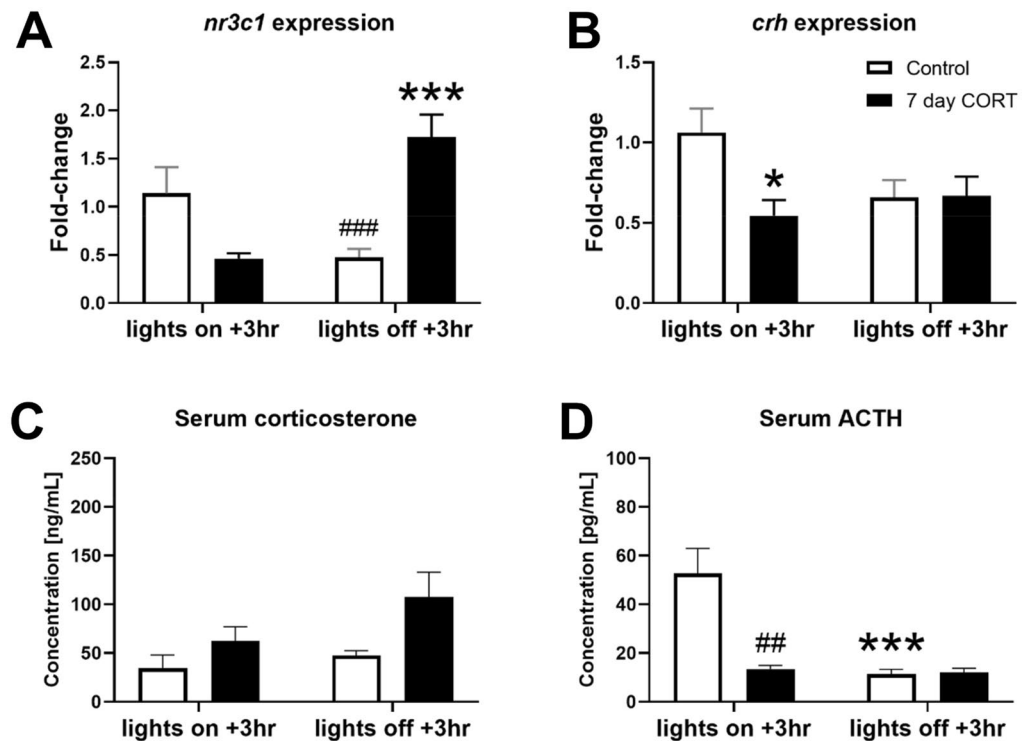 A
nr3c1 expression
Fold-change
2.5
2.0
1.5
1.0
0.5
0.0
***
###
lights on +3hr
lights off +3hr
B
crh expression
Fold-change
1.5
1.0
0.5
0.0
*
Control
7 day CORT
lights on +3hr
lights off +3hr
C
Serum corticosterone
Concentration [ng/mL]
250
200
150
100
50
0
lights on +3hr
lights off +3hr
D
Serum ACTH
Concentration [pg/mL]
100
80
60
40
20
0
##
***
lights on +3hr
lights off +3hr